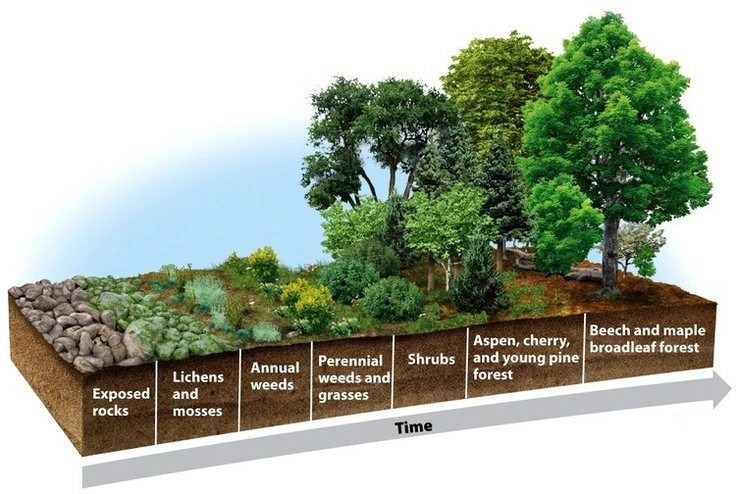 Exposed
rocks
Lichens
and
mosses
Annual
weeds
Perennial
weeds and
grasses
Shrubs
Aspen, cherry,
and young pine
forest
Beech and maple
broadleaf forest
Time